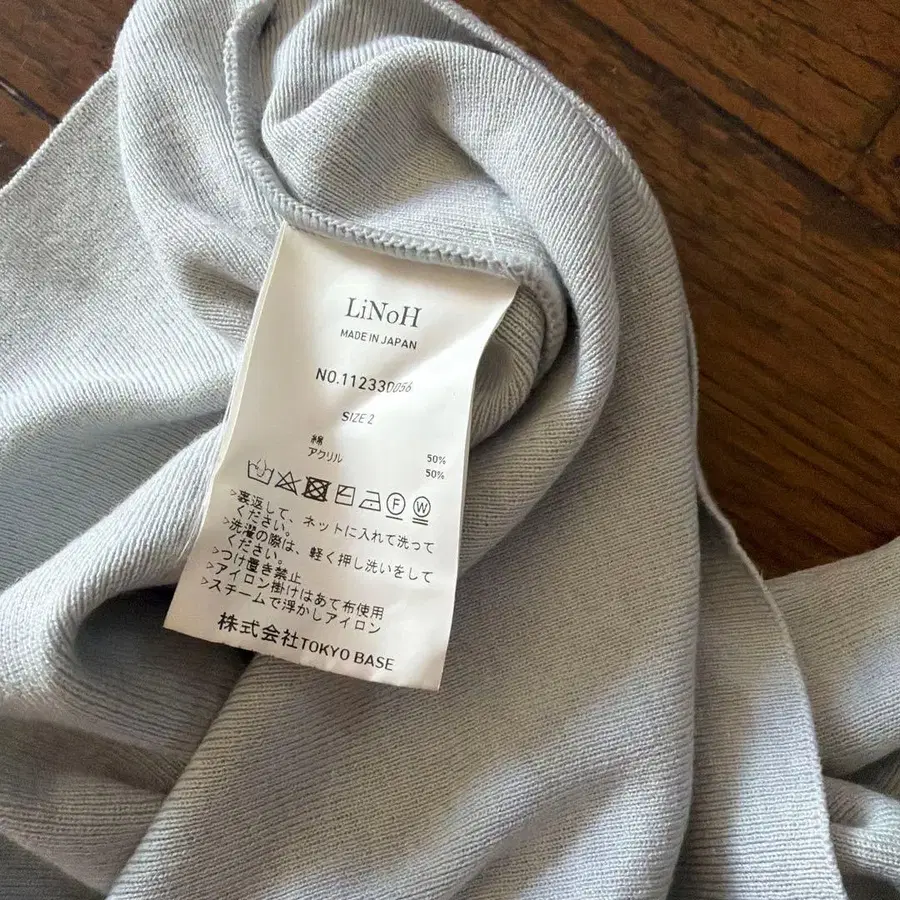 LiNoH
MADE IN JAPAN
NO.11233D056
SIZE 2
綿 50%
アクリル 50%
F W
>裏返して、ネットに入れて洗って
ください。
>洗濯の際は、軽く押し洗いをして
ください。
>つけ置き禁止
>アイロン掛けはあて布使用
スチームで浮かしアイロン
株式会社TOKYO BASE